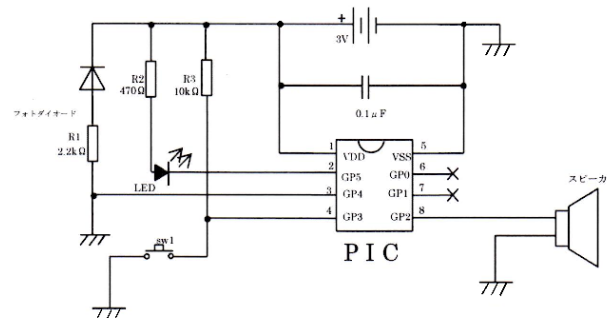 +
3V
R2
470Ω
R3
10kΩ
フォトダイオード
R1
2.2kΩ
0.1μF
LED
sw1
1
VDD
VSS
5
2
GP5
GP0
6
3
GP4
GP1
7
4
GP3
GP2
8
PIC
スピーカ